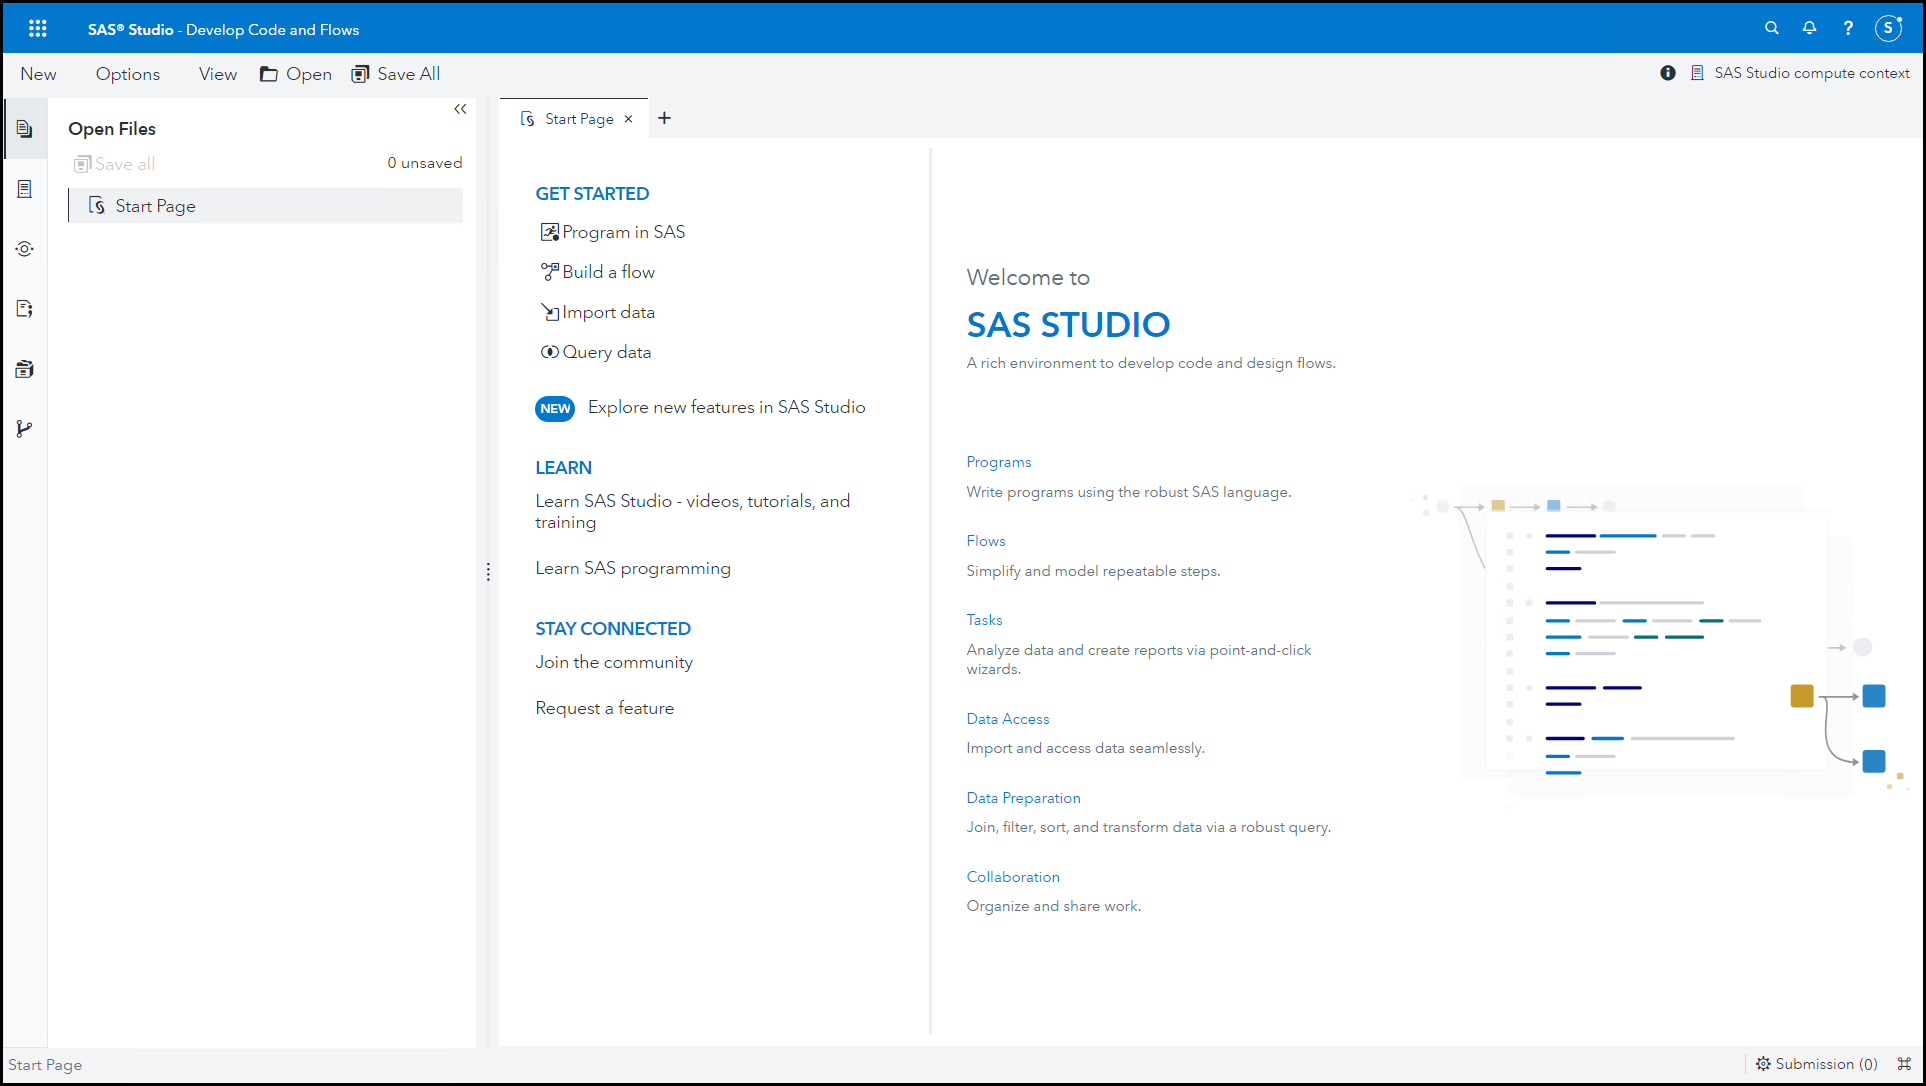 SAS® Studio - Develop Code and Flows
?
S
New
Options
View
Open
Save All
SAS Studio compute context
Open Files
Save all
0 unsaved
Start Page
Start Page
GET STARTED
Program in SAS
Build a flow
Import data
Query data
NEW
Explore new features in SAS Studio
LEARN
Learn SAS Studio - videos, tutorials, and
training
Learn SAS programming
STAY CONNECTED
Join the community
Request a feature
Welcome to
SAS STUDIO
A rich environment to develop code and design flows.
Programs
Write programs using the robust SAS language.
Flows
Simplify and model repeatable steps.
Tasks
Analyze data and create reports via point-and-click
wizards.
Data Access
Import and access data seamlessly.
Data Preparation
Join, filter, sort, and transform data via a robust query.
Collaboration
Organize and share work.
Start Page
Submission (0)